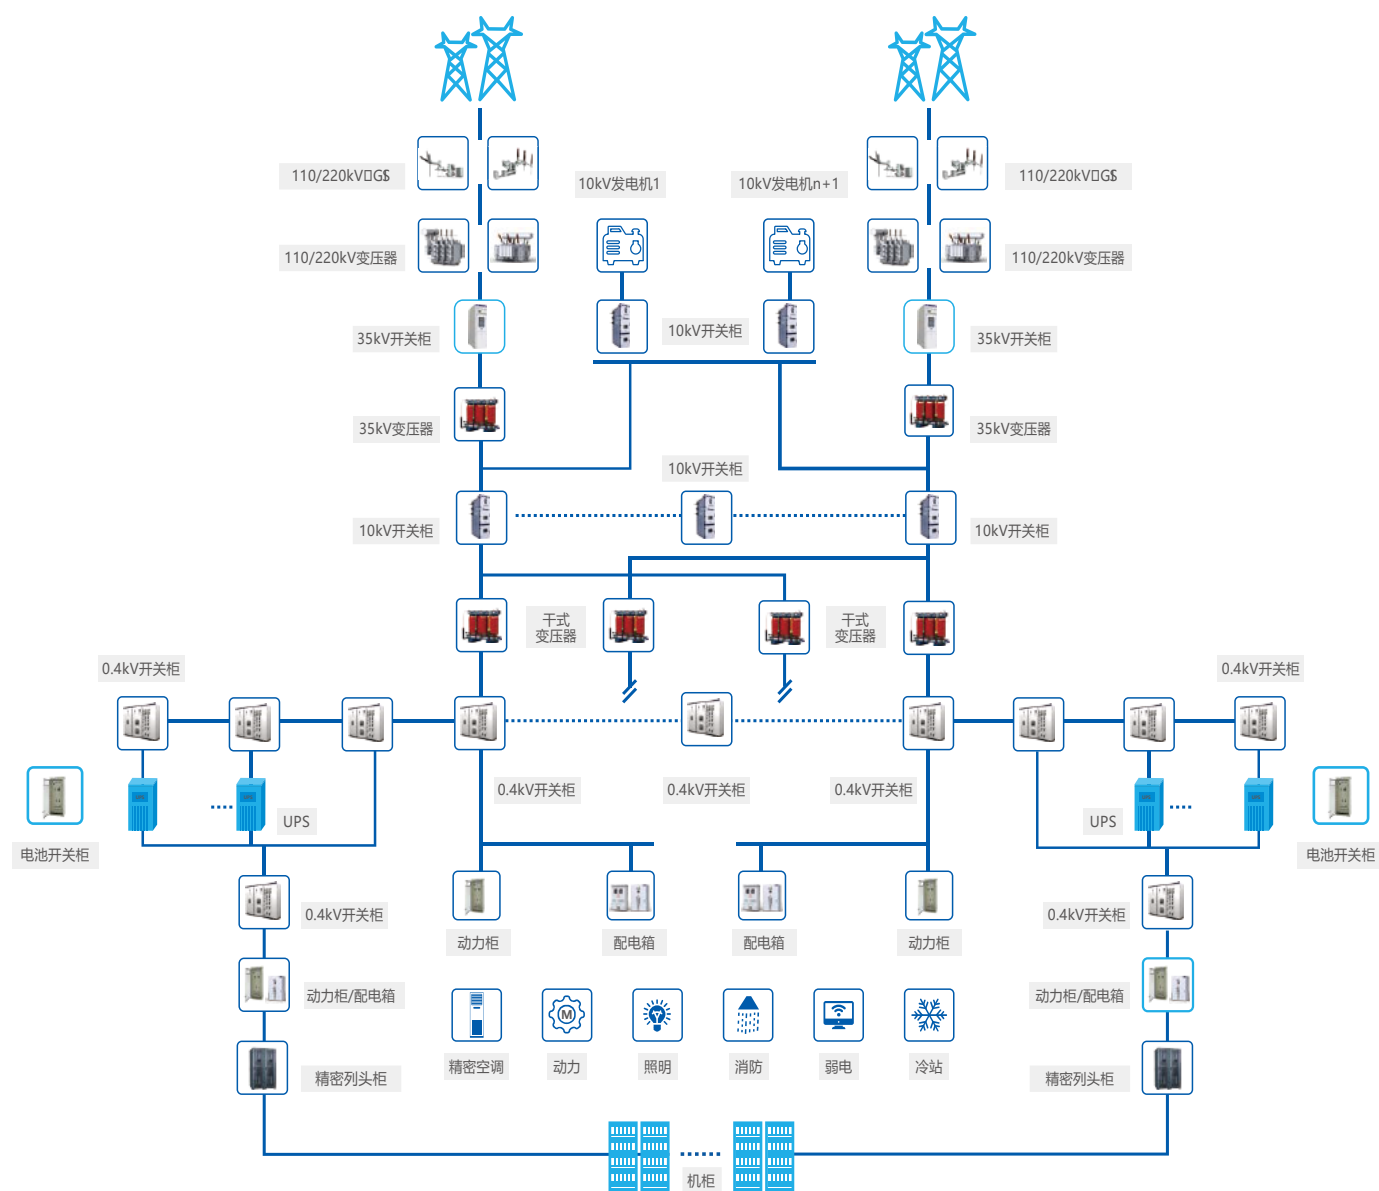 110/220kV□GIS
10kV发电机1
10kV发电机n+1
110/220kV□GIS
110/220kV变压器
110/220kV变压器
35kV开关柜
10kV开关柜
35kV开关柜
35kV变压器
35kV变压器
10kV开关柜
10kV开关柜
10kV开关柜
干式
变压器
干式
变压器
0.4kV开关柜
0.4kV开关柜
0.4kV开关柜
0.4kV开关柜
0.4kV开关柜
UPS
UPS
电池开关柜
电池开关柜
0.4kV开关柜
0.4kV开关柜
动力柜
配电箱
配电箱
动力柜
动力柜/配电箱
动力柜/配电箱
M
精密空调
动力
照明
消防
弱电
冷站
精密列头柜
精密列头柜
机柜